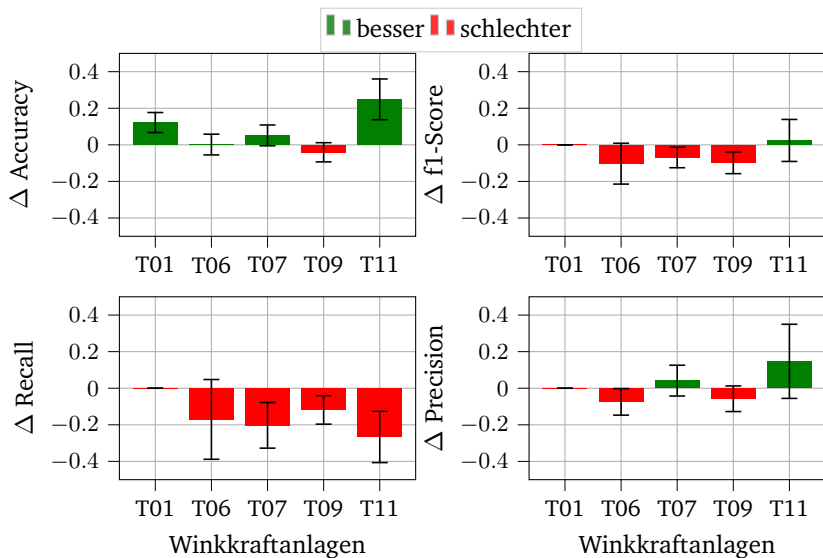 besser schlechter
Δ Accuracy
0.4
0.2
0
−0.2
−0.4
T01 T06 T07 T09 T11
Δ f1-Score
0.4
0.2
0
−0.2
−0.4
T01 T06 T07 T09 T11
Δ Recall
0.4
0.2
0
−0.2
−0.4
T01 T06 T07 T09 T11
Winkkraftanlagen
Δ Precision
0.4
0.2
0
−0.2
−0.4
T01 T06 T07 T09 T11
Winkkraftanlagen